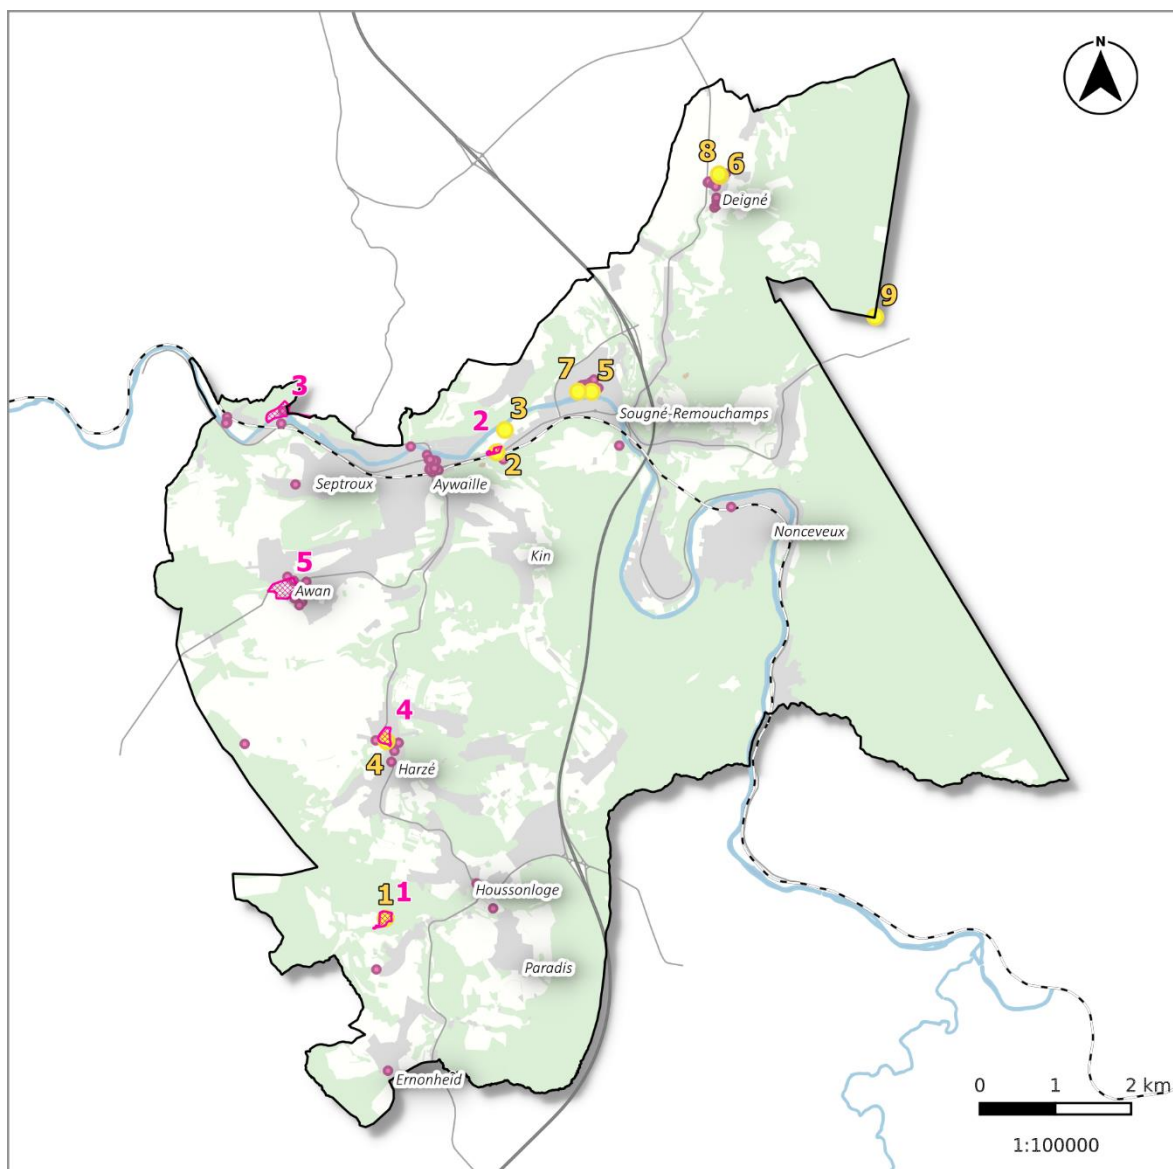 N
8 6
Deigné
9
7 5
3
Sougné-Remouchamps
2 3
2
Septroux
Aywaille
Nonceveux
Kin
5
Awan
4
4
Harzé
1 1
Houssonloge
Paradis
Ernonheid
0 1 2 km
1:100000